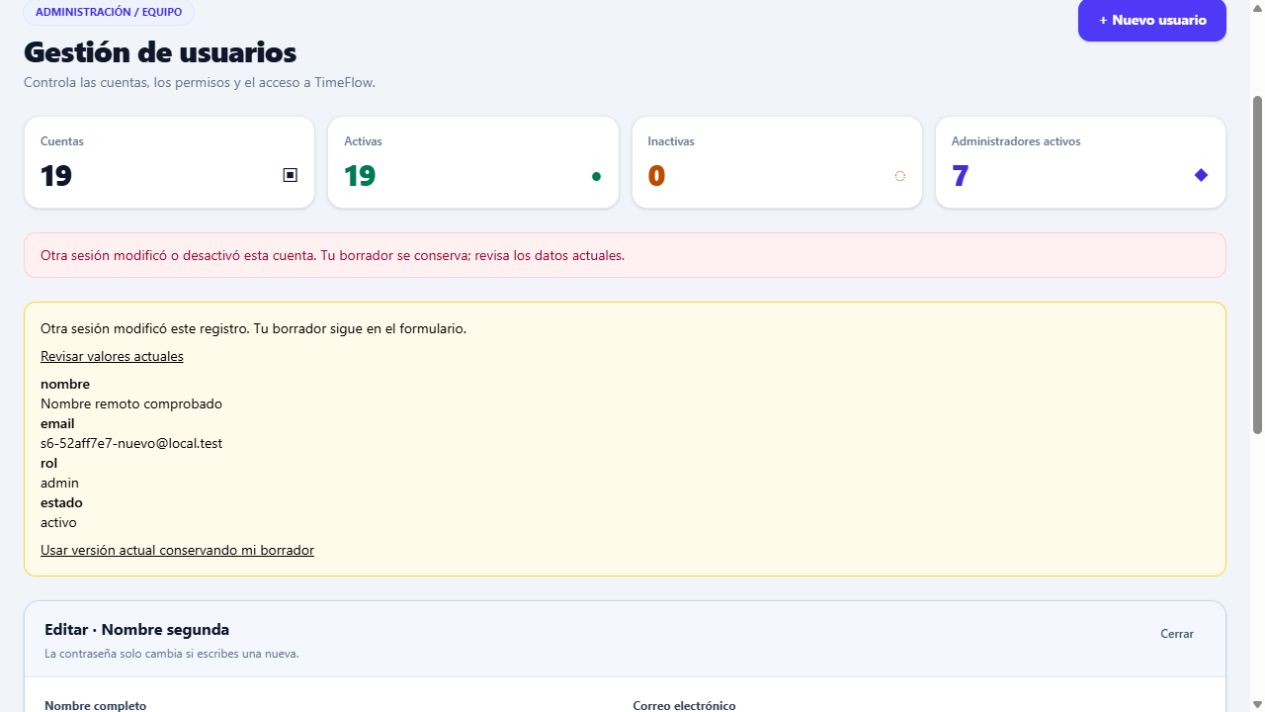 ADMINISTRACIÓN / EQUIPO
+ Nuevo usuario
Gestión de usuarios
Controla las cuentas, los permisos y el acceso a TimeFlow.
Cuentas
19
Activas
19
Inactivas
0
Administradores activos
7
Otra sesión modificó o desactivó esta cuenta. Tu borrador se conserva; revisa los datos actuales.
Otra sesión modificó este registro. Tu borrador sigue en el formulario.
Revisar valores actuales
nombre
Nombre remoto comprobado
email
s6-52aff7e7-nuevo@local.test
rol
admin
estado
activo
Usar versión actual conservando mi borrador
Editar · Nombre segunda
Cerrar
La contraseña solo cambia si escribes una nueva.
Nombre completo
Correo electrónico